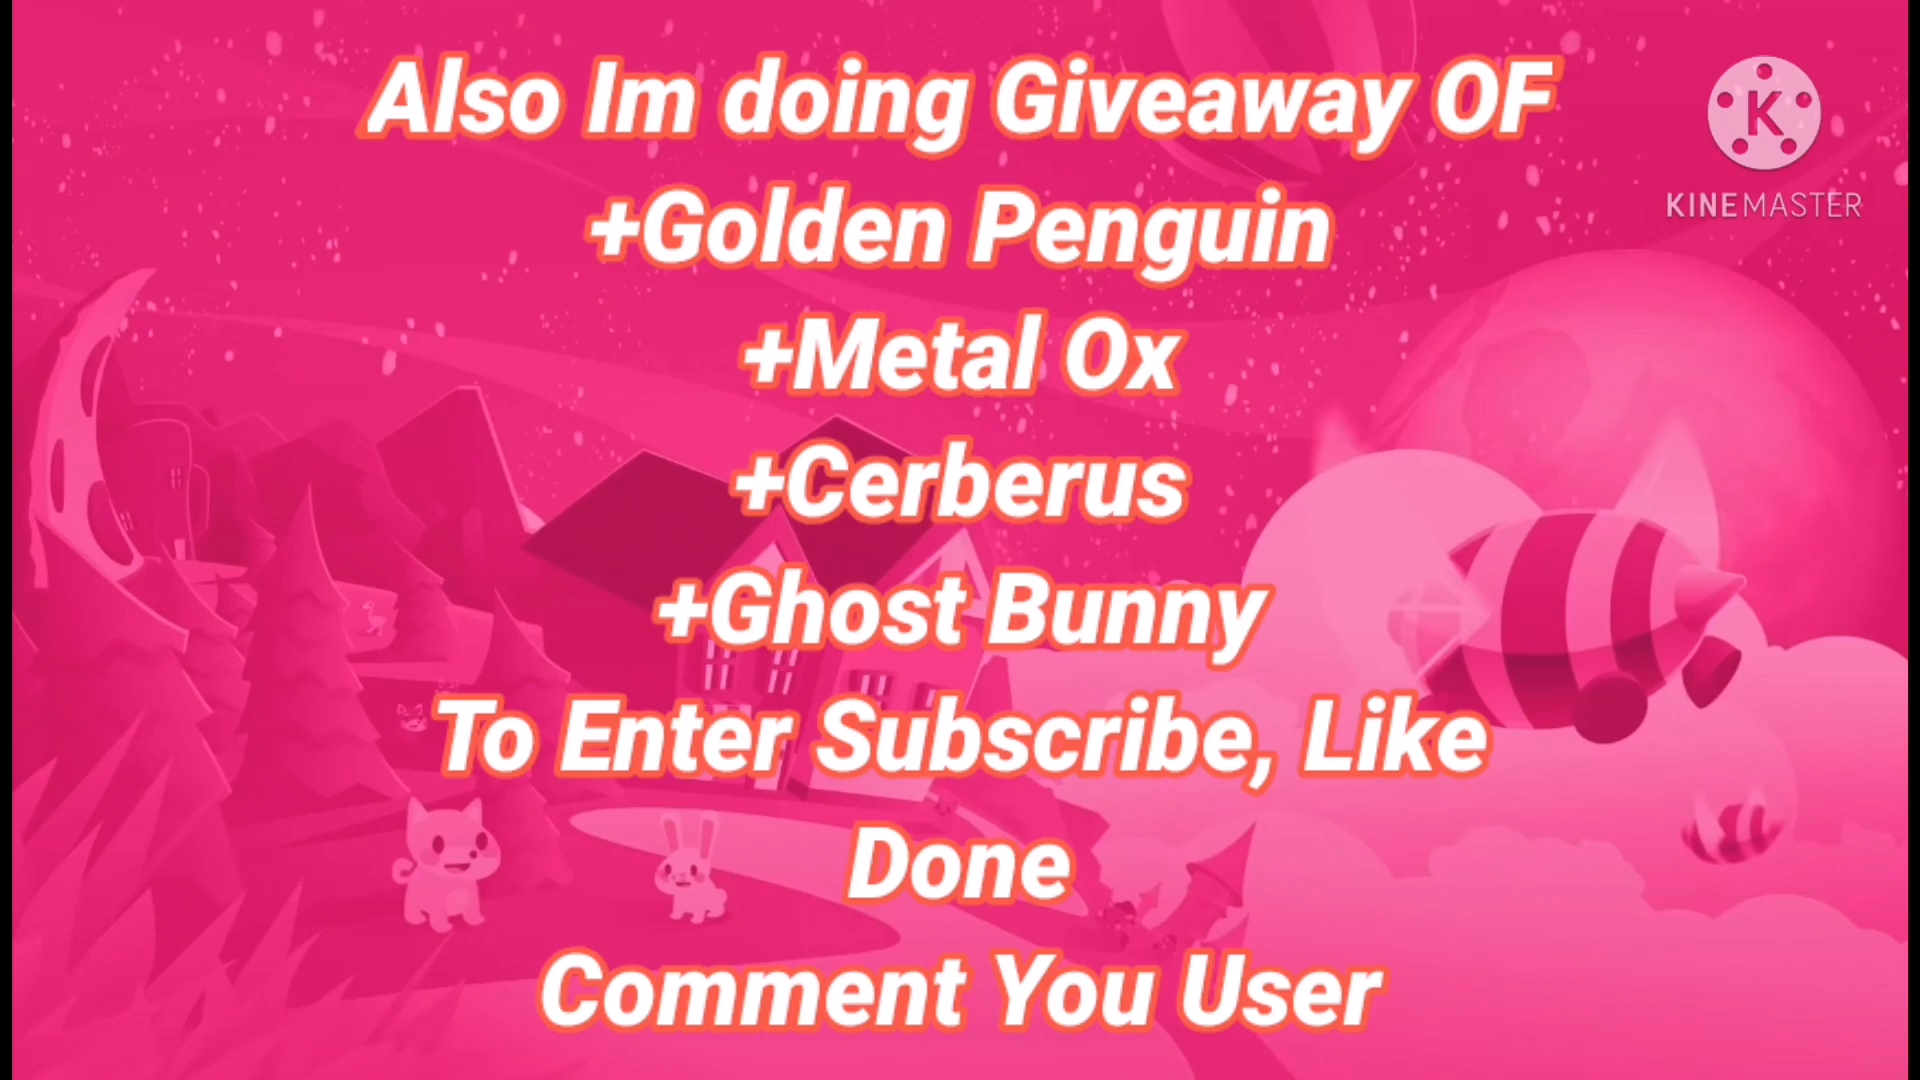 Also Im doing Giveaway OF
+Golden Penguin
+Metal Ox
+Cerberus
+Ghost Bunny
To Enter Subscribe, Like
Done
Comment You User
K
KINEMASTER